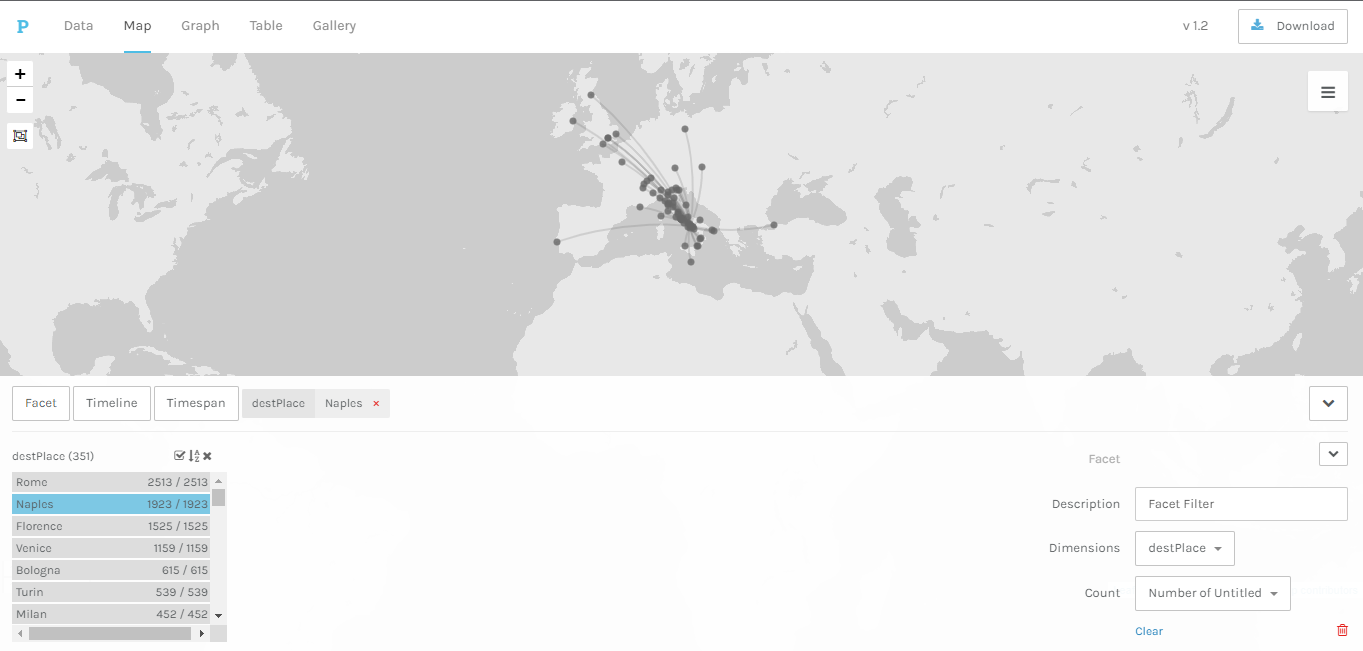 P Data Map Graph Table Gallery v 1.2 Download
+
−
Facet Timeline Timespan destPlace Naples ×
destPlace (351)
Rome 2513 / 2513
Naples 1923 / 1923
Florence 1525 / 1525
Venice 1159 / 1159
Bologna 615 / 615
Turin 539 / 539
Milan 452 / 452
Facet
Description Facet Filter
Dimensions destPlace
Count Number of Untitled
Clear